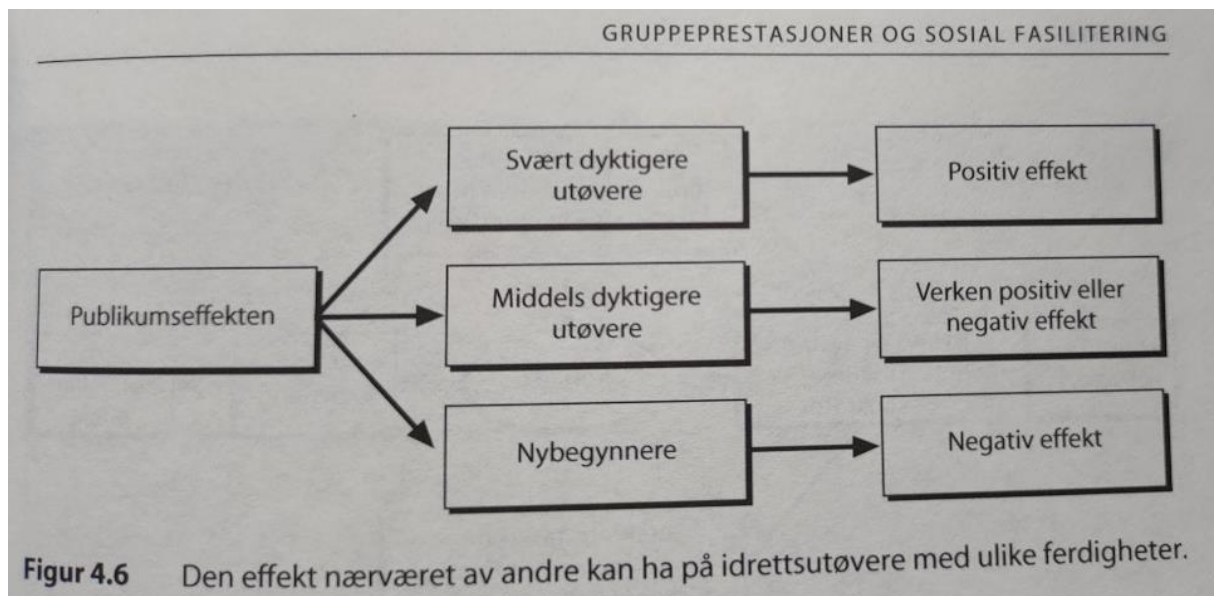 GRUPPEPRESTASJONER OG SOSIAL FASILITERING
Svært dyktigere
utøvere
Positiv effekt
Publikumseffekten
Middels dyktigere
utøvere
Verken positiv eller
negativ effekt
Nybegynnere
Negativ effekt
Figur 4.6 Den effekt nærværet av andre kan ha på idrettsutøvere med ulike ferdigheter.